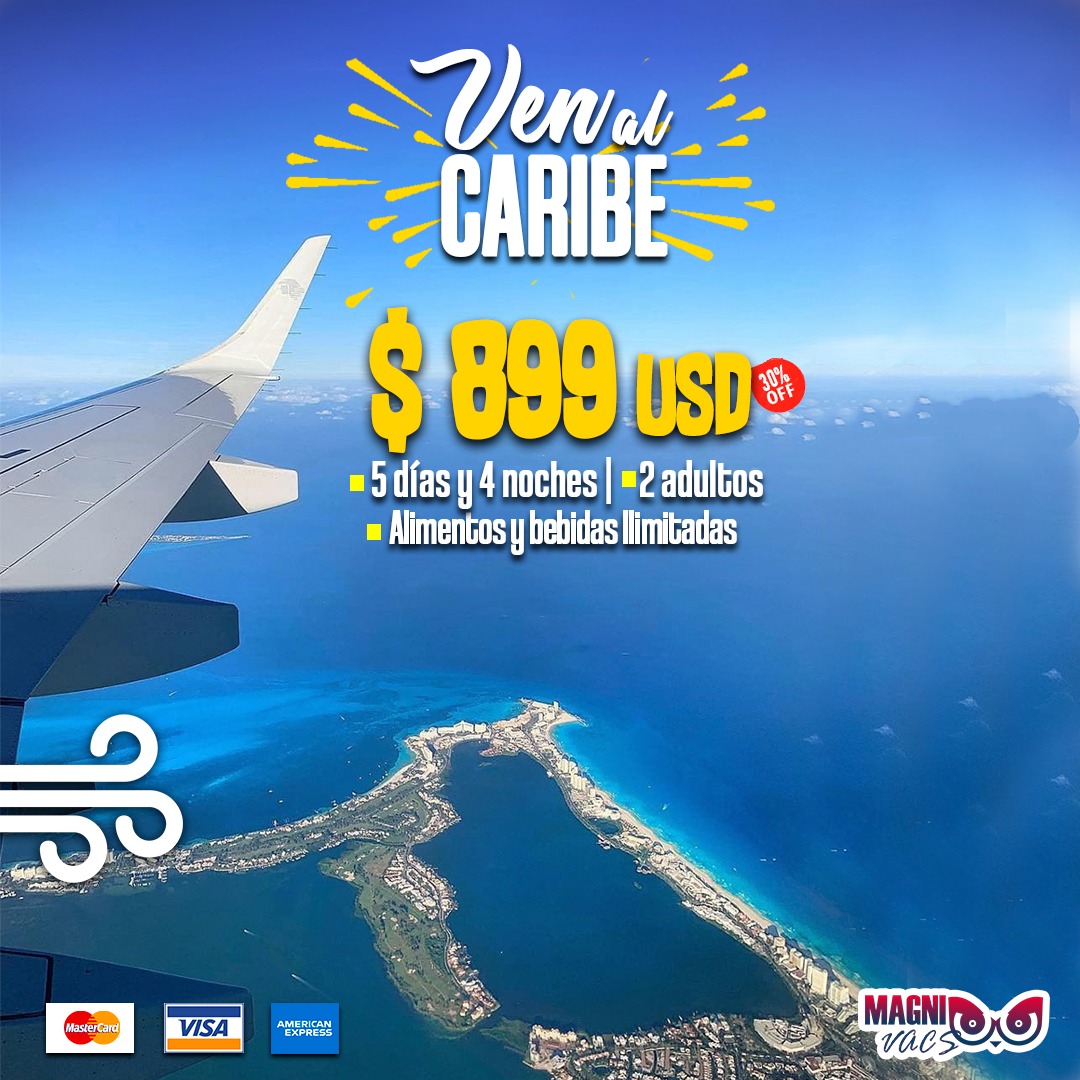 Ven al
CARIBE
$ 899 USD
30%
OFF
5 días y 4 noches | 2 adultos
Alimentos y bebidas Ilimitadas
MasterCard
VISA
AMERICAN
EXPRESS
MAGNI
VACS